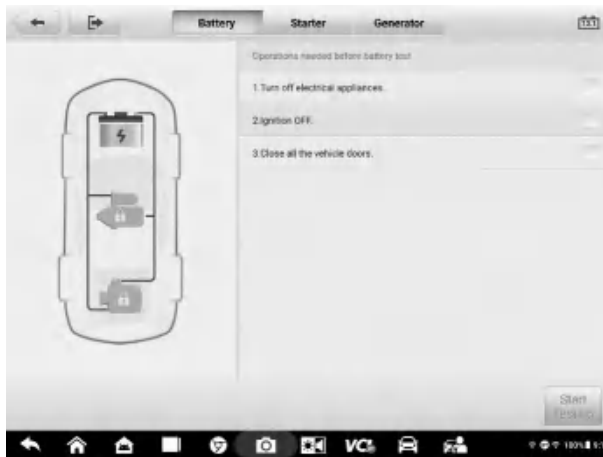 Battery Starter Generator
Operations needed before battery test
1.Turn off electrical appliances.
2.Ignition OFF.
3.Close all the vehicle doors.
Start
VCI
100%